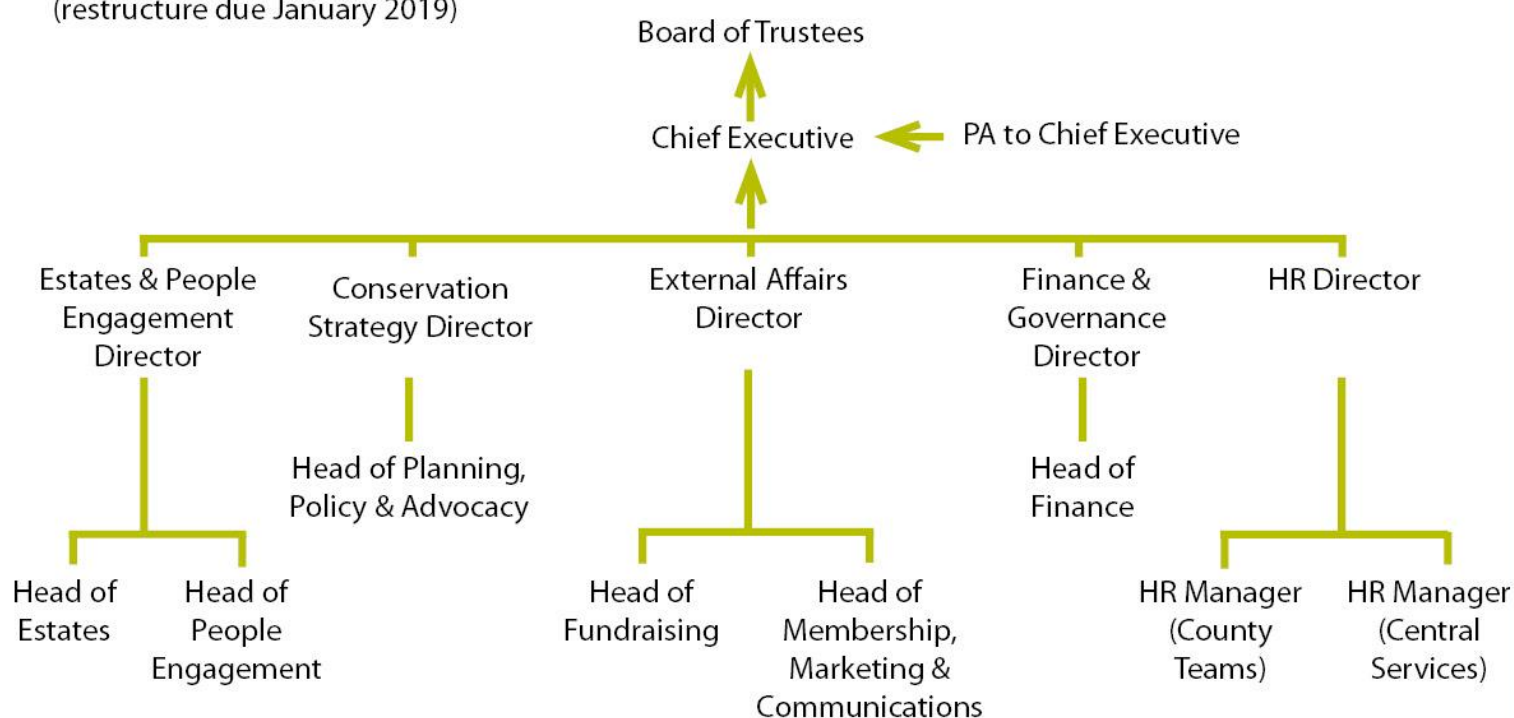 (restructure due January 2019)
Board of Trustees
Chief Executive
PA to Chief Executive
Estates & People
Engagement
Director
Conservation
Strategy Director
External Affairs
Director
Finance &
Governance
Director
HR Director
Head of Planning,
Policy & Advocacy
Head of
Finance
Head of
Estates
Head of
People
Engagement
Head of
Fundraising
Head of
Membership,
Marketing &
Communications
HR Manager
(County
Teams)
HR Manager
(Central
Services)